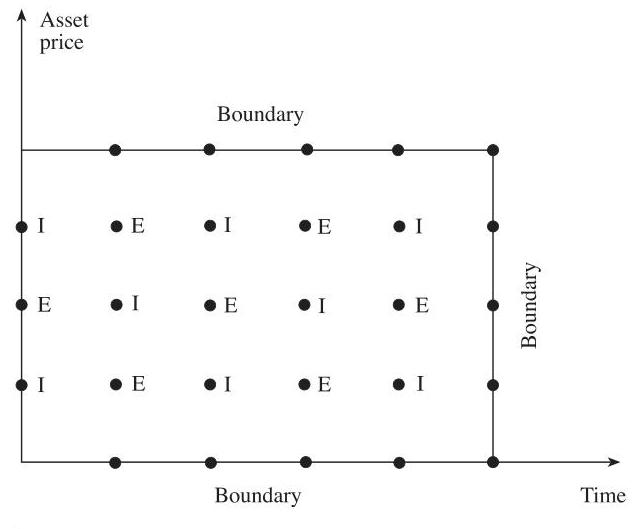 Asset
price
Boundary
I E I E I
E I E I E
I E I E I
Boundary
Boundary Time